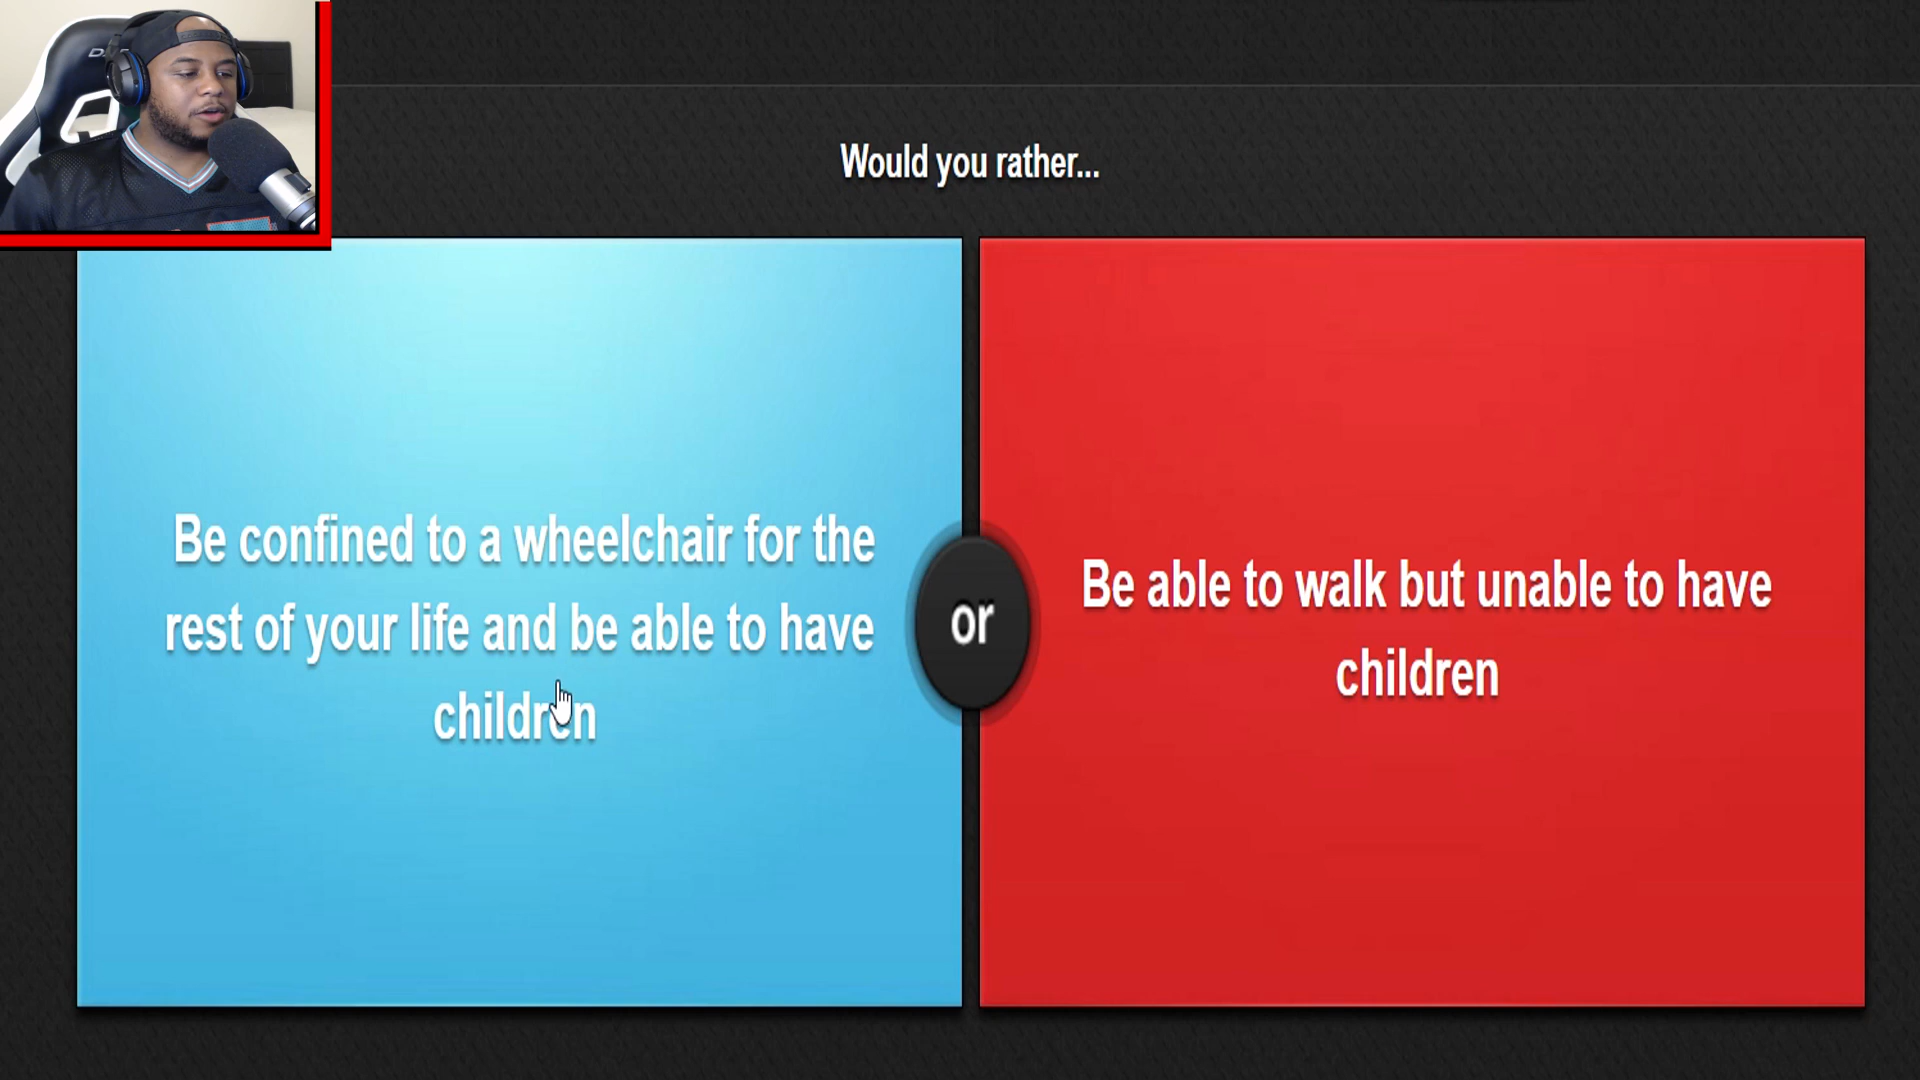 Would you rather...
Be confined to a wheelchair for the
rest of your life and be able to have
children
or
Be able to walk but unable to have
children